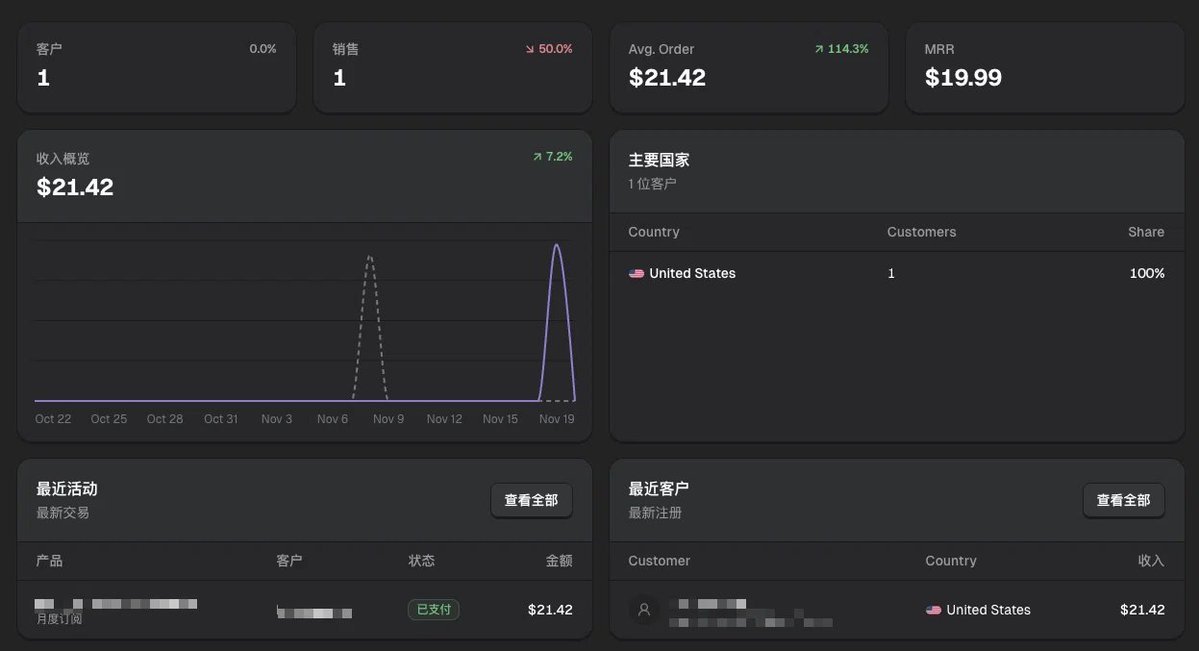 客户 0.0%
1
销售 ↘ 50.0%
1
Avg. Order ↗ 114.3%
$21.42
MRR
$19.99
收入概览 ↗ 7.2%
$21.42
Oct 22 Oct 25 Oct 28 Oct 31 Nov 3 Nov 6 Nov 9 Nov 12 Nov 15 Nov 19
主要国家
1 位客户
Country Customers Share
United States 1 100%
最近活动
最新交易
查看全部
产品 客户 状态 金额
月度订阅 已支付 $21.42
最近客户
最新注册
查看全部
Customer Country 收入
United States $21.42